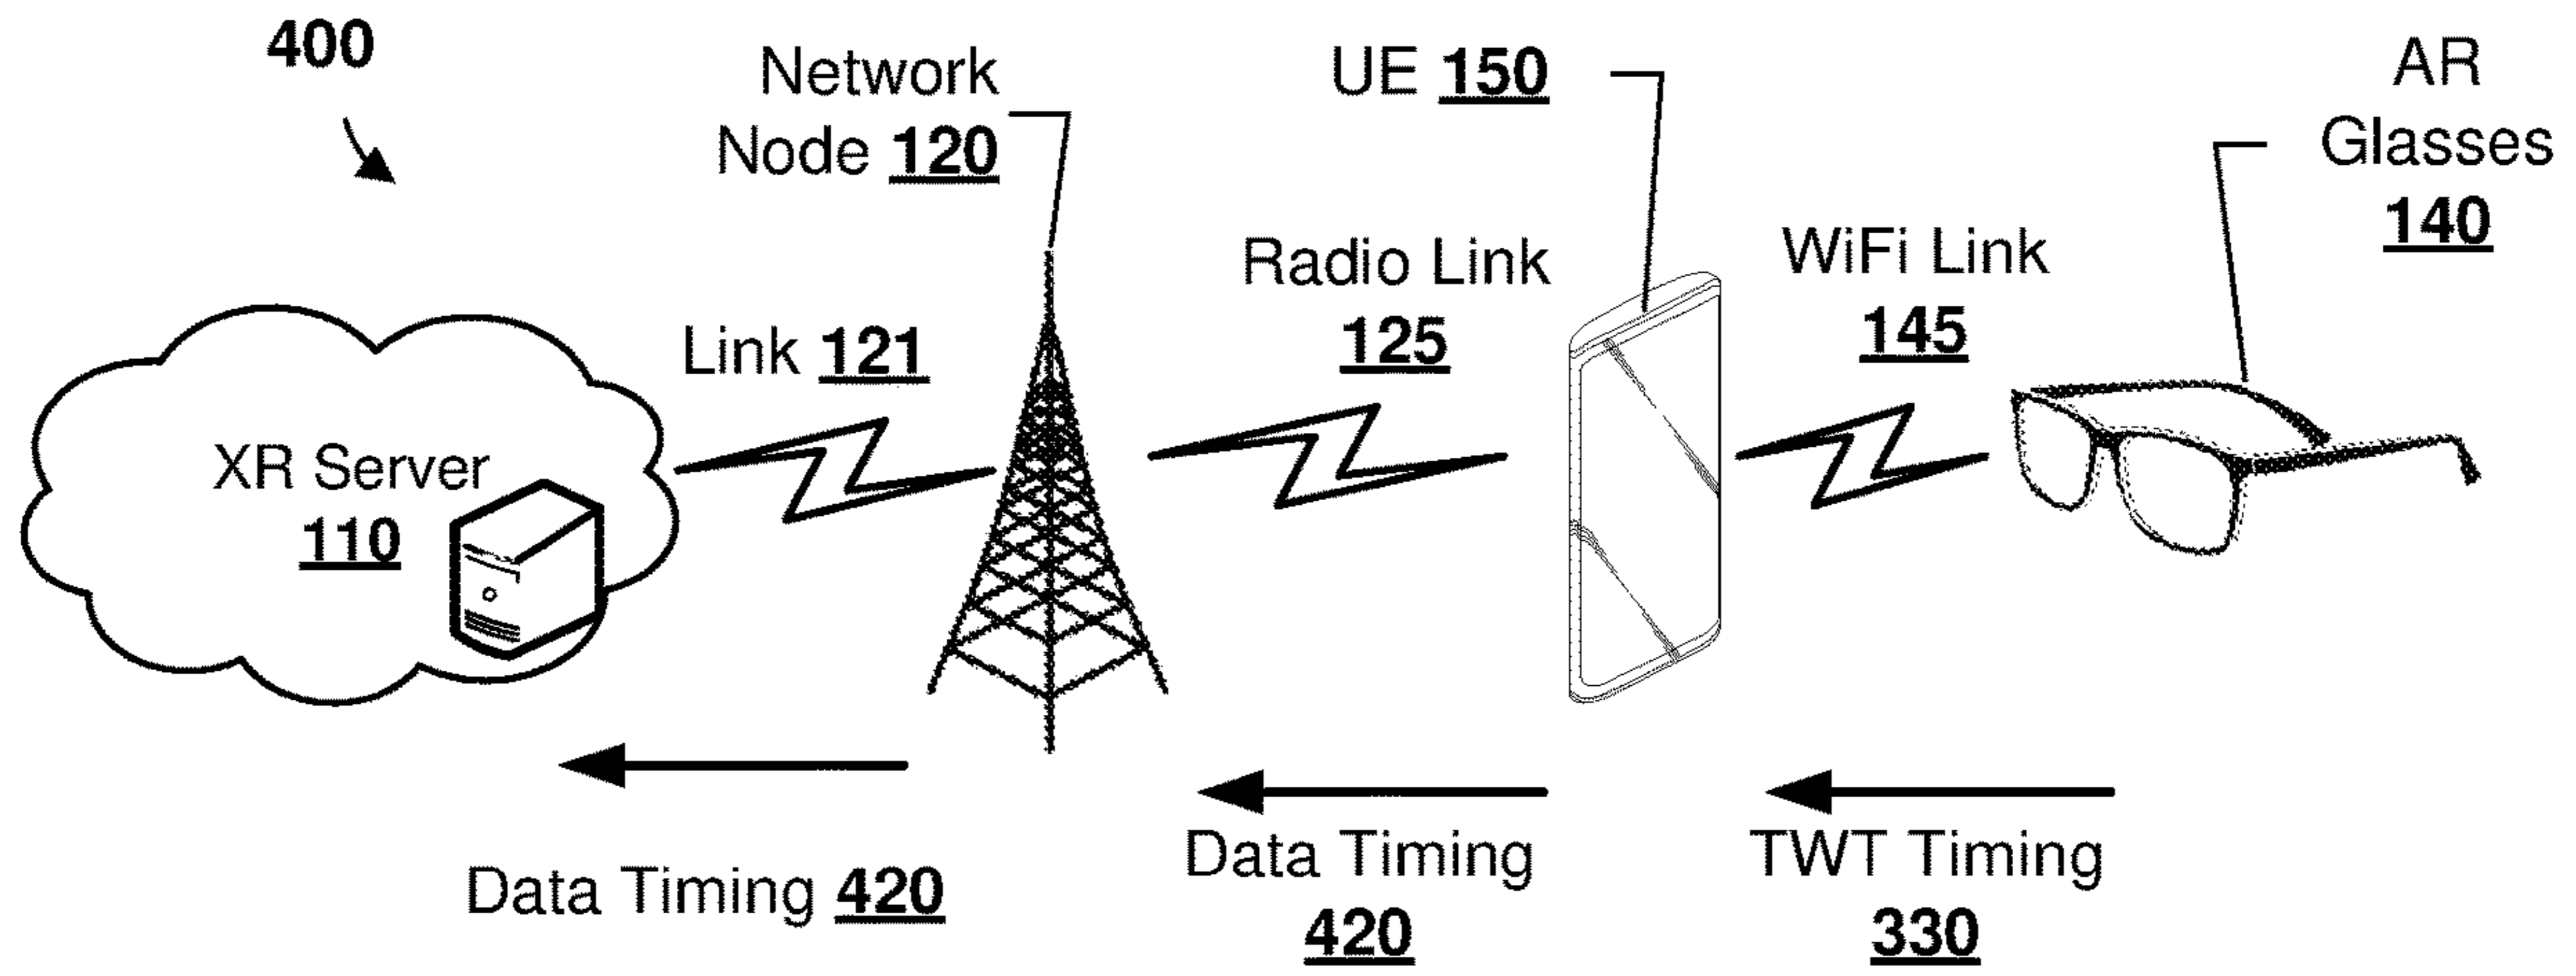 400
Network
Node 120
UE 150
AR
Glasses
140
Radio Link
125
WiFi Link
145
Link 121
XR Server
110
Data Timing 420
Data Timing
420
TWT Timing
330